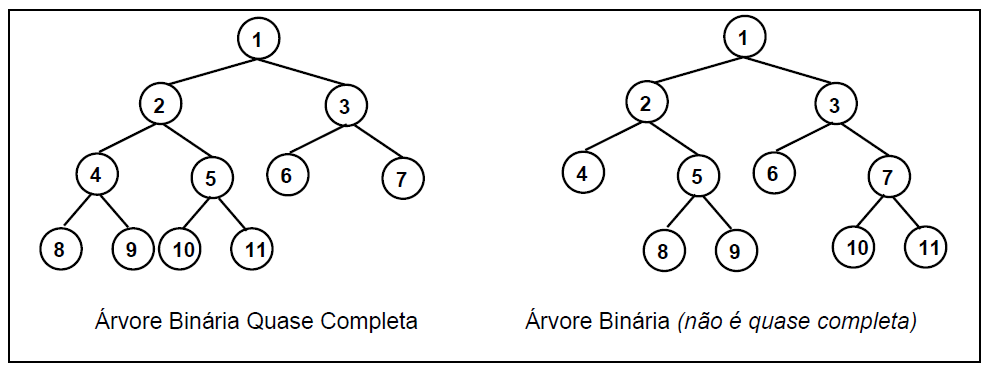 1 1
2 3 2 3
4 5 6 7 4 5 6 7
8 9 10 11 8 9 10 11
Árvore Binária Quase Completa
Árvore Binária (não é quase completa)